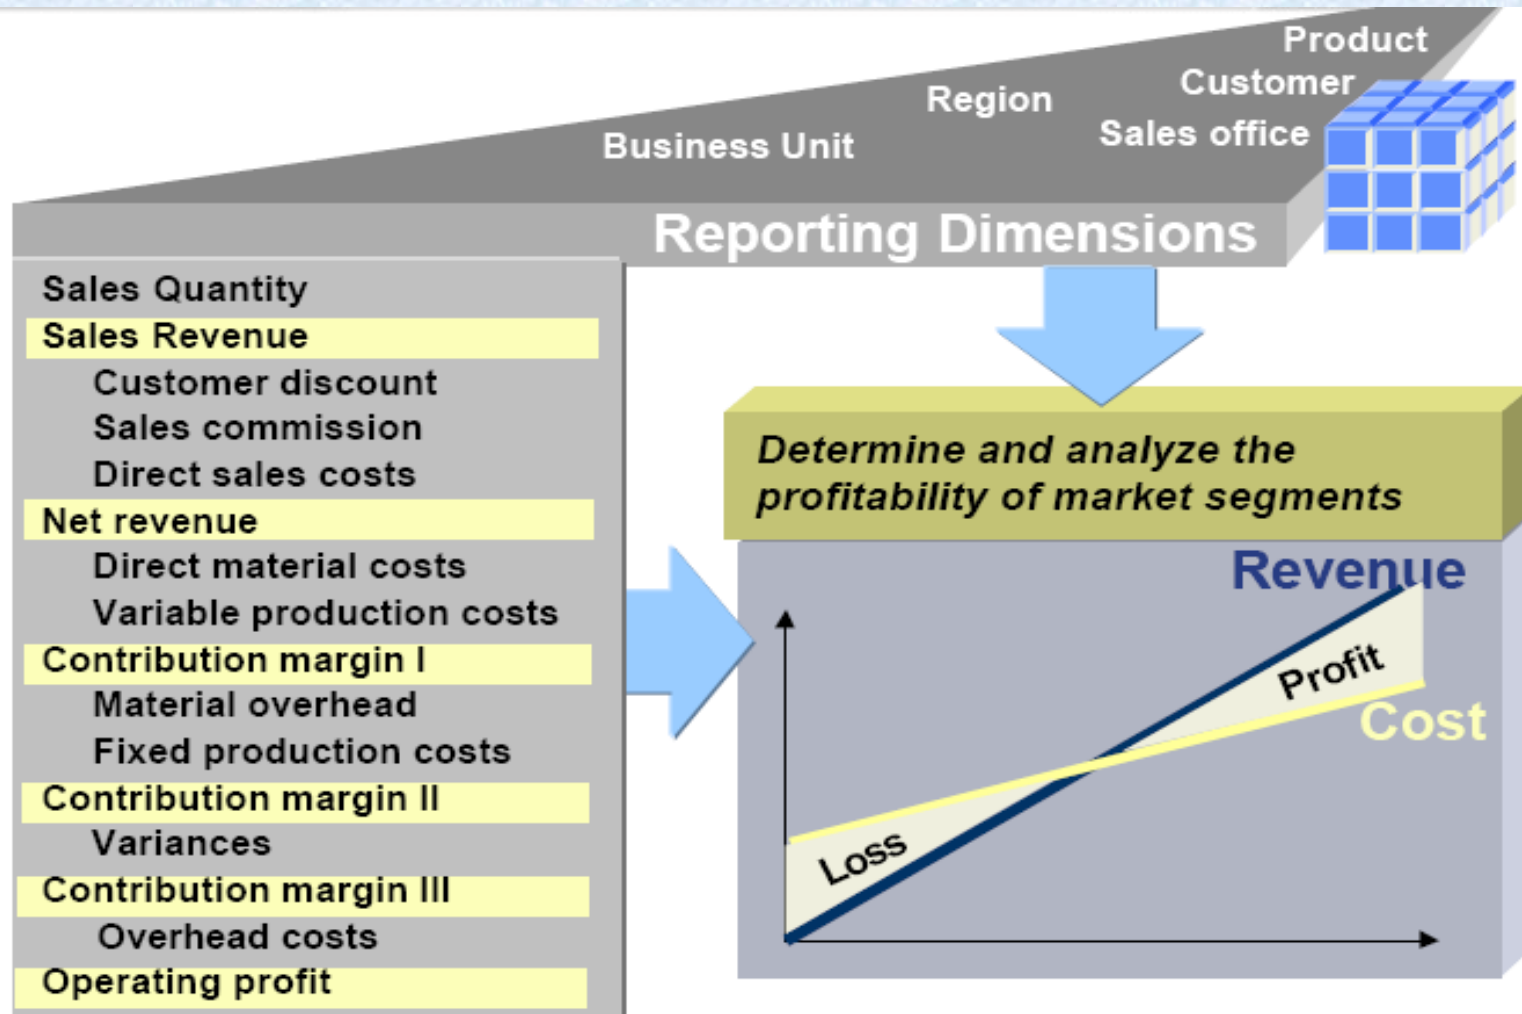 Product
Customer
Region
Sales office
Business Unit
Reporting Dimensions
Sales Quantity
Sales Revenue
Customer discount
Sales commission
Direct sales costs
Net revenue
Direct material costs
Variable production costs
Contribution margin I
Material overhead
Fixed production costs
Contribution margin II
Variances
Contribution margin III
Overhead costs
Operating profit
Determine and analyze the
profitability of market segments
Revenue
Profit
Cost
Loss